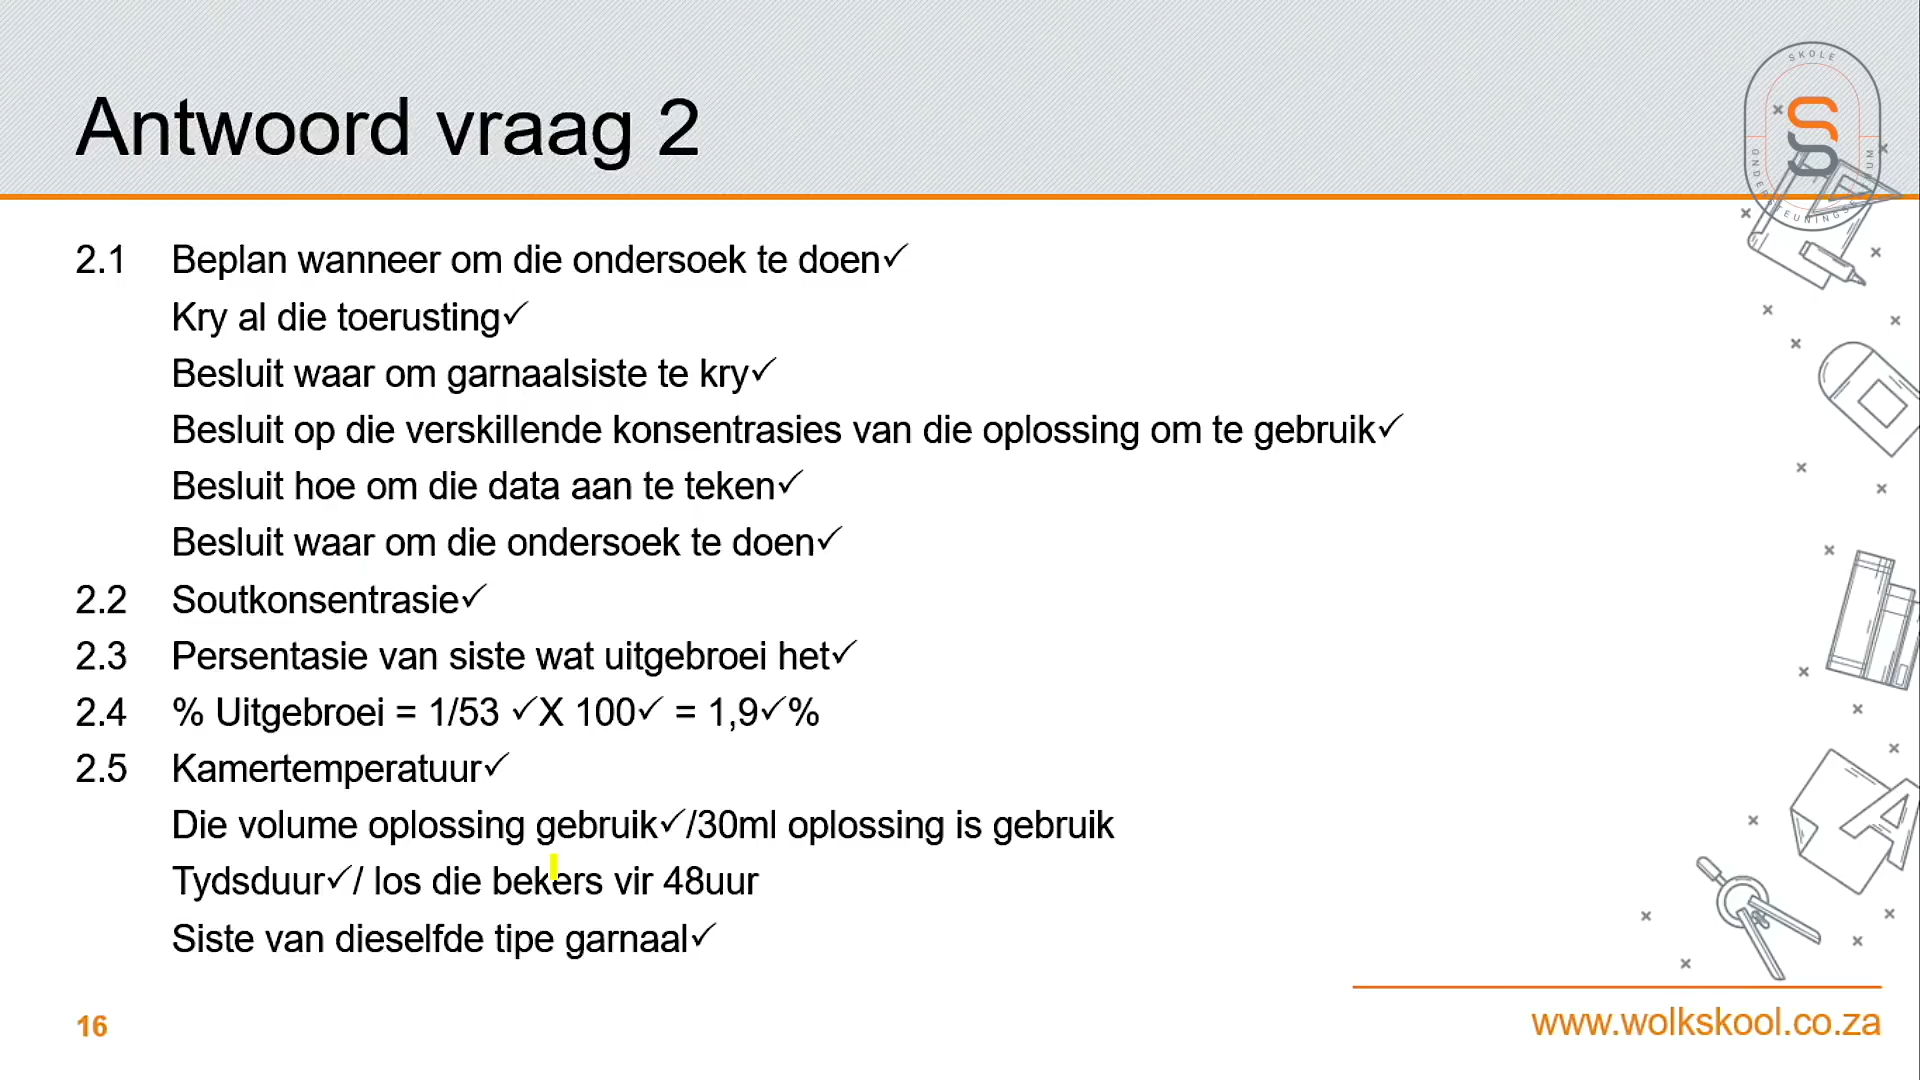 Antwoord vraag 2
SKOLE
S
S
ONDERSTEUNINGSENTRUM
2.1 Beplan wanneer om die ondersoek te doen✓
Kry al die toerusting✓
Besluit waar om garnaalsiste te kry✓
Besluit op die verskillende konsentrasies van die oplossing om te gebruik✓
Besluit hoe om die data aan te teken✓
Besluit waar om die ondersoek te doen✓
2.2 Soutkonsentrasie✓
2.3 Persentasie van siste wat uitgebroei het✓
2.4 % Uitgebroei = 1/53 ✓X 100✓ = 1,9✓%
2.5 Kamertemperatuur✓
Die volume oplossing gebruik✓/30ml oplossing is gebruik
Tydsduur✓/ los die bekers vir 48uur
Siste van dieselfde tipe garnaal✓
A
16
www.wolkskool.co.za